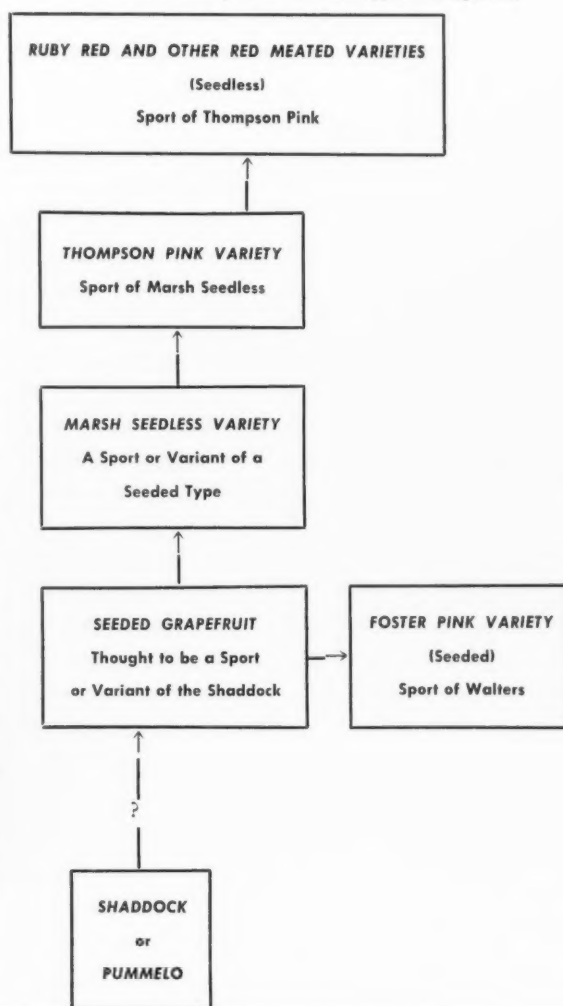 RUBY RED AND OTHER RED MEATED VARIETIES
(Seedless)
Sport of Thompson Pink
THOMPSON PINK VARIETY
Sport of Marsh Seedless
MARSH SEEDLESS VARIETY
A Sport or Variant of a
Seeded Type
SEEDED GRAPEFRUIT
Thought to be a Sport
or Variant of the Shaddock
FOSTER PINK VARIETY
(Seeded)
Sport of Walters
?
SHADDOCK
or
PUMMELO